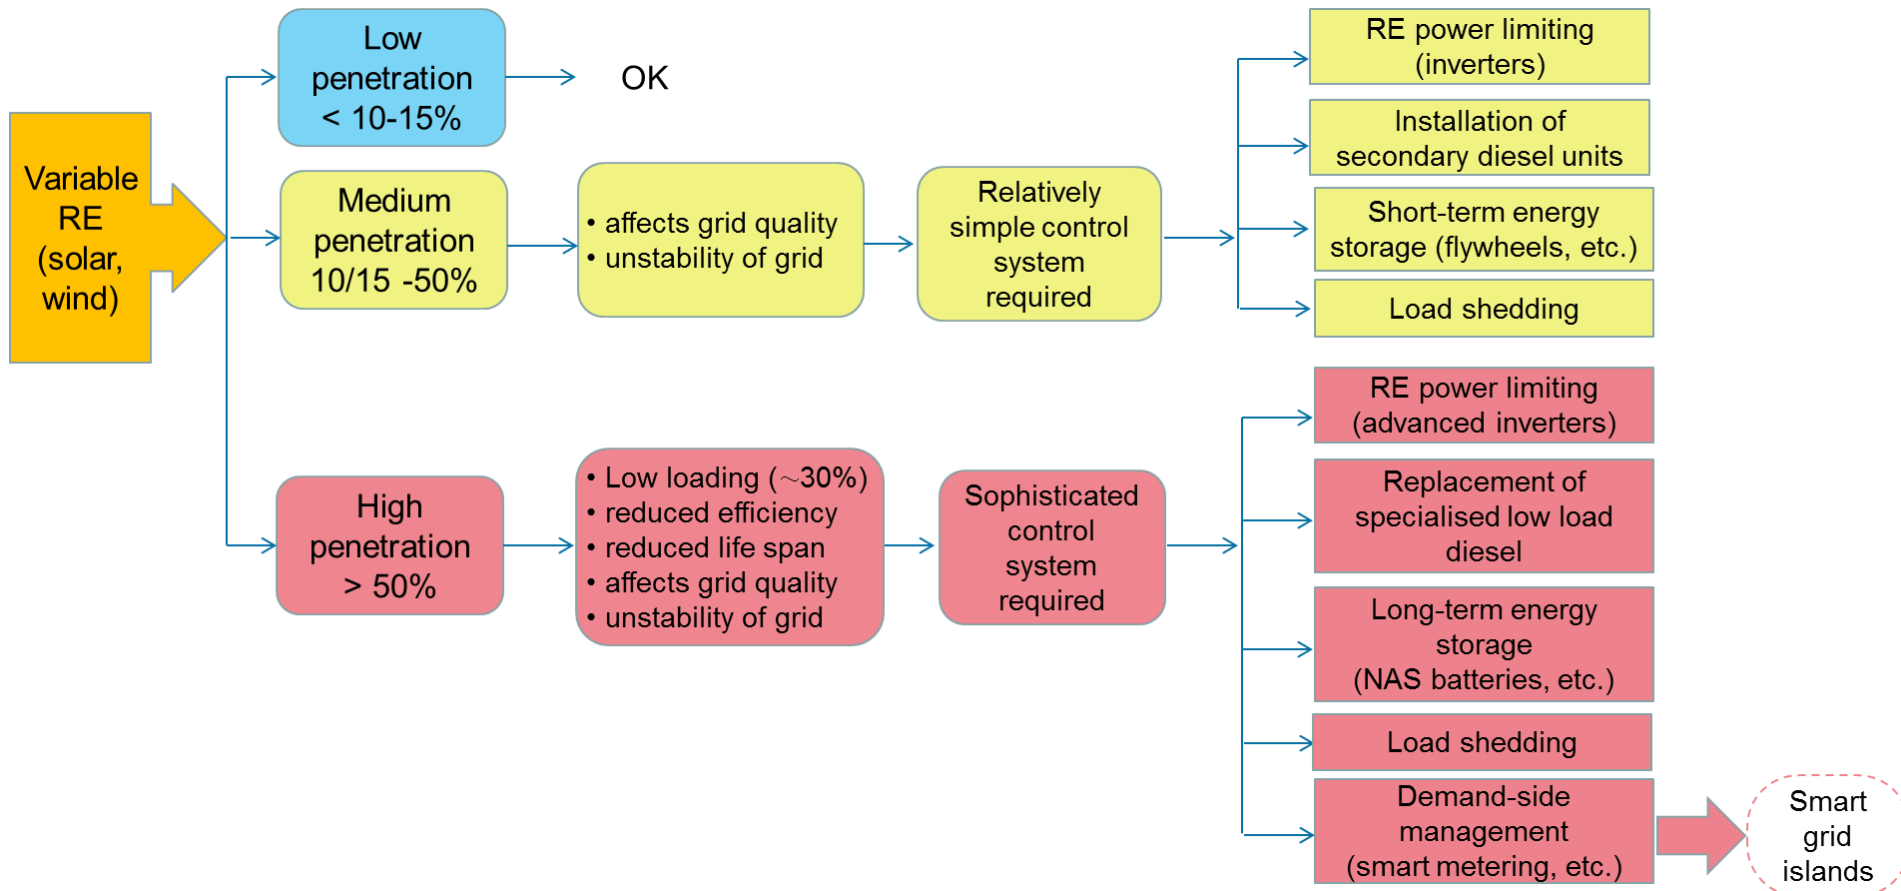 Variable
RE
(solar,
wind)
Low
penetration
< 10-15%
OK
Medium
penetration
10/15 -50%
• affects grid quality
• unstability of grid
Relatively
simple control
system
required
RE power limiting
(inverters)
Installation of
secondary diesel units
Short-term energy
storage (flywheels, etc.)
Load shedding
High
penetration
> 50%
• Low loading (~30%)
• reduced efficiency
• reduced life span
• affects grid quality
• unstability of grid
Sophisticated
control
system
required
RE power limiting
(advanced inverters)
Replacement of
specialised low load
diesel
Long-term energy
storage
(NAS batteries, etc.)
Load shedding
Demand-side
management
(smart metering, etc.)
Smart
grid
islands